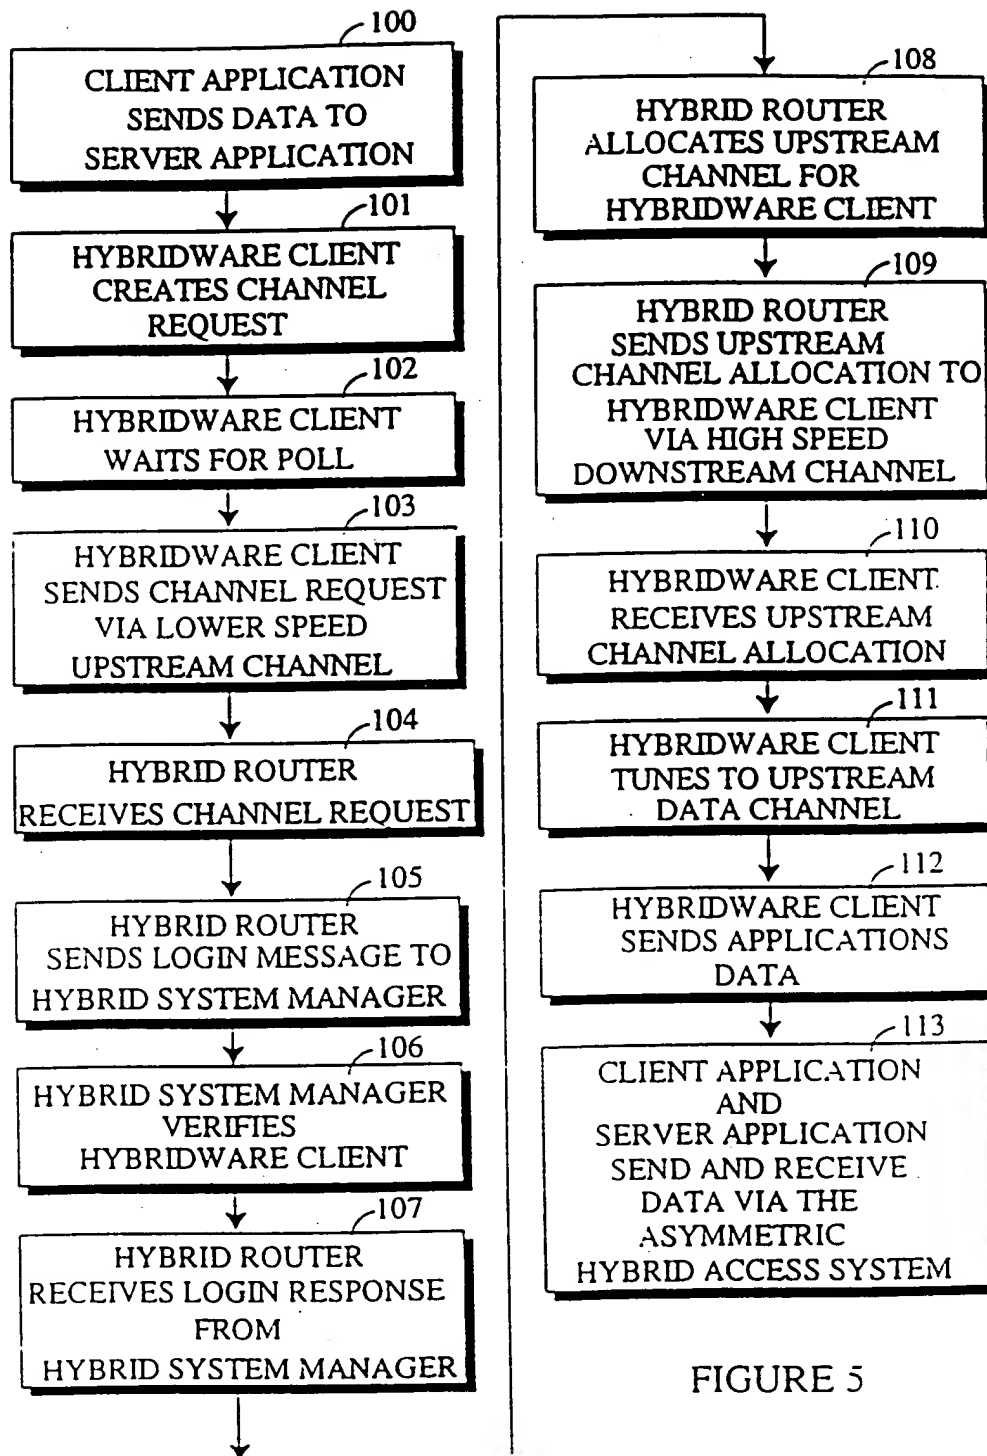 100
CLIENT APPLICATION
SENDS DATA TO
SERVER APPLICATION
101
HYBRIDWARE CLIENT
CREATES CHANNEL
REQUEST
102
HYBRIDWARE CLIENT
WAITS FOR POLL
103
HYBRIDWARE CLIENT
SENDS CHANNEL REQUEST
VIA LOWER SPEED
UPSTREAM CHANNEL
104
HYBRID ROUTER
RECEIVES CHANNEL REQUEST
105
HYBRID ROUTER
SENDS LOGIN MESSAGE TO
HYBRID SYSTEM MANAGER
106
HYBRID SYSTEM MANAGER
VERIFIES
HYBRIDWARE CLIENT
107
HYBRID ROUTER
RECEIVES LOGIN RESPONSE
FROM
HYBRID SYSTEM MANAGER
108
HYBRID ROUTER
ALLOCATES UPSTREAM
CHANNEL FOR
HYBRIDWARE CLIENT
109
HYBRID ROUTER
SENDS UPSTREAM
CHANNEL ALLOCATION TO
HYBRIDWARE CLIENT
VIA HIGH SPEED
DOWNSTREAM CHANNEL
110
HYBRIDWARE CLIENT
RECEIVES UPSTREAM
CHANNEL ALLOCATION
111
HYBRIDWARE CLIENT
TUNES TO UPSTREAM
DATA CHANNEL
112
HYBRIDWARE CLIENT
SENDS APPLICATIONS
DATA
113
CLIENT APPLICATION
AND
SERVER APPLICATION
SEND AND RECEIVE
DATA VIA THE
ASYMMETRIC
HYBRID ACCESS SYSTEM
FIGURE 5